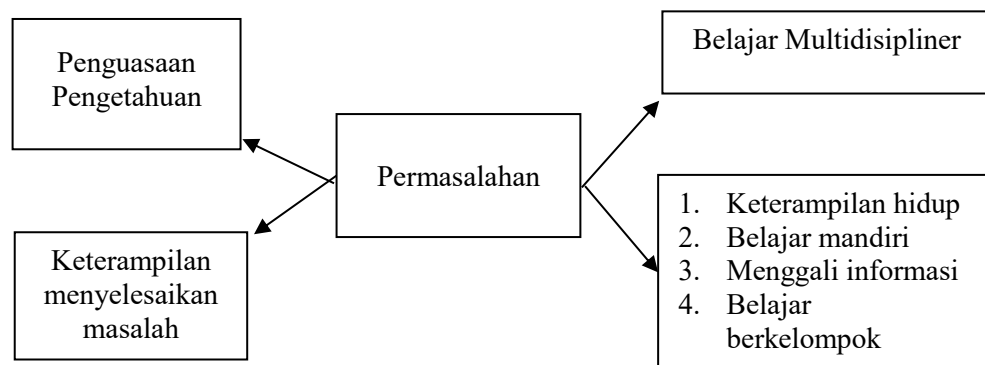 Penguasaan
Pengetahuan
Belajar Multidisipliner
Permasalahan
Keterampilan
menyelesaikan
masalah
1. Keterampilan hidup
2. Belajar mandiri
3. Menggali informasi
4. Belajar
berkelompok